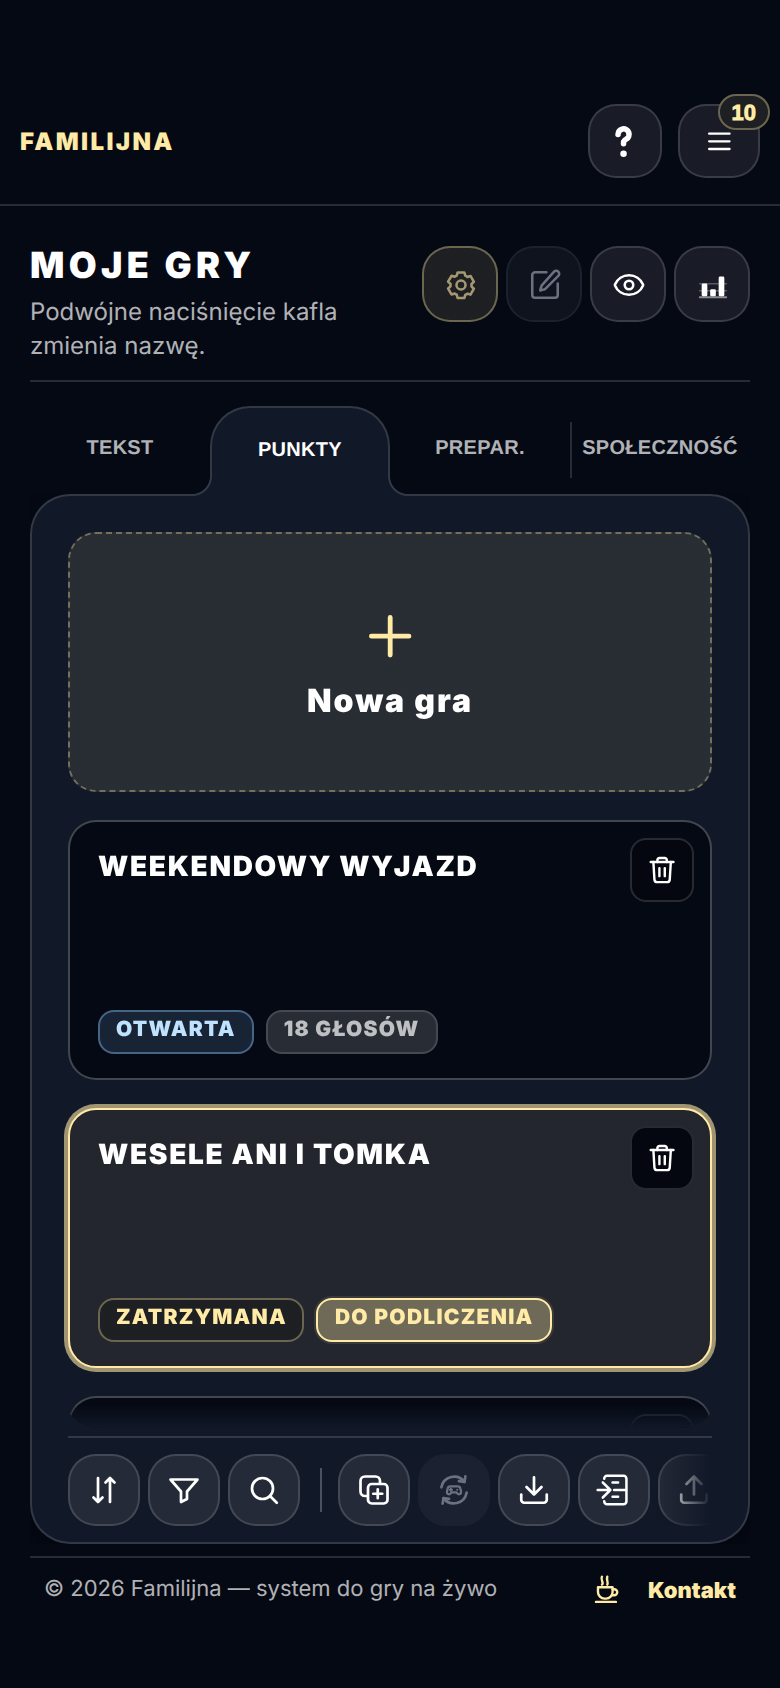 FAMILIJNA
?
10
MOJE GRY
Podwójne naciśnięcie kafla
zmienia nazwę.
TEKST
PUNKTY
PREPAR.
SPOŁECZNOŚĆ
Nowa gra
WEEKENDOWY WYJAZD
OTWARTA
18 GŁOSÓW
WESELE ANI I TOMKA
ZATRZYMANA
DO PODLICZENIA
© 2026 Familijna — system do gry na żywo
Kontakt